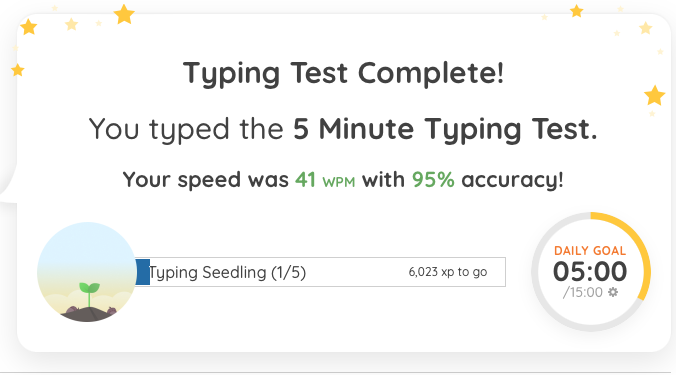 Typing Test Complete!
You typed the 5 Minute Typing Test.
Your speed was 41 WPM with 95% accuracy!
Typing Seedling (1/5) 6,023 xp to go
DAILY GOAL
05:00
/15:00